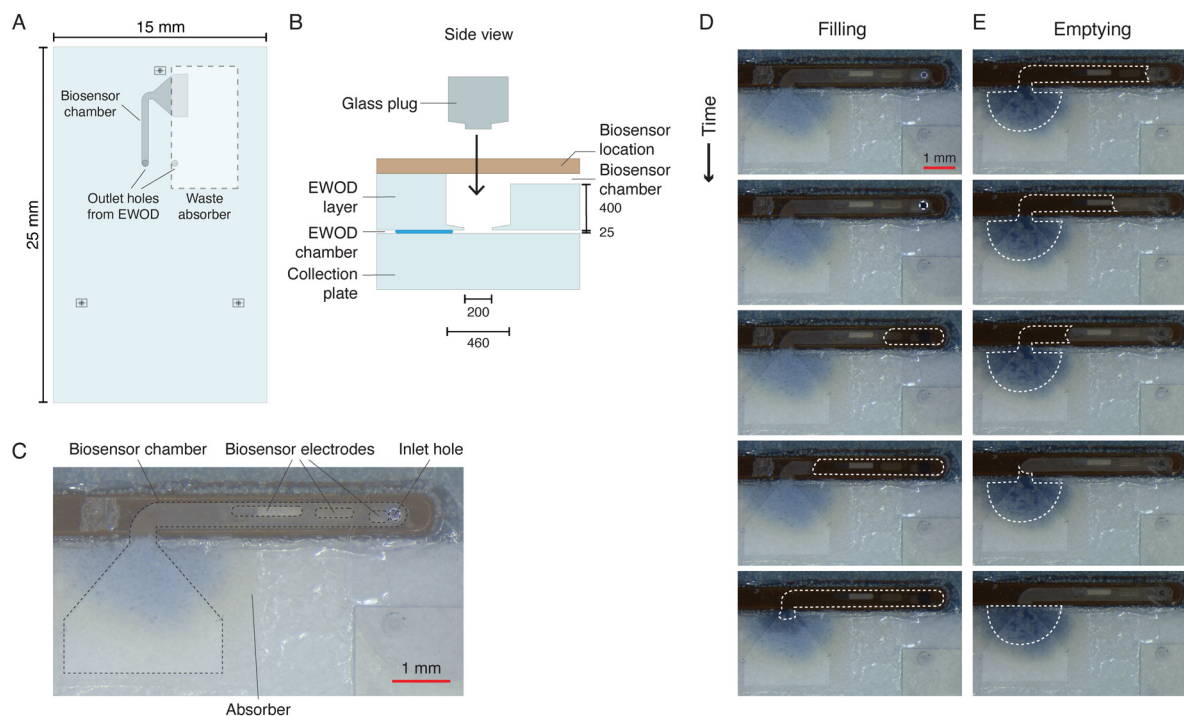 A
15 mm
25 mm
Biosensor
chamber
Outlet holes
from EWOD
Waste
absorber
B
Side view
Glass plug
Biosensor
location
Biosensor
chamber
EWOD
layer
400
EWOD
chamber
25
Collection
plate
200
460
C
Biosensor chamber
Biosensor electrodes
Inlet hole
1 mm
Absorber
D
Filling
Time
1 mm
E
Emptying